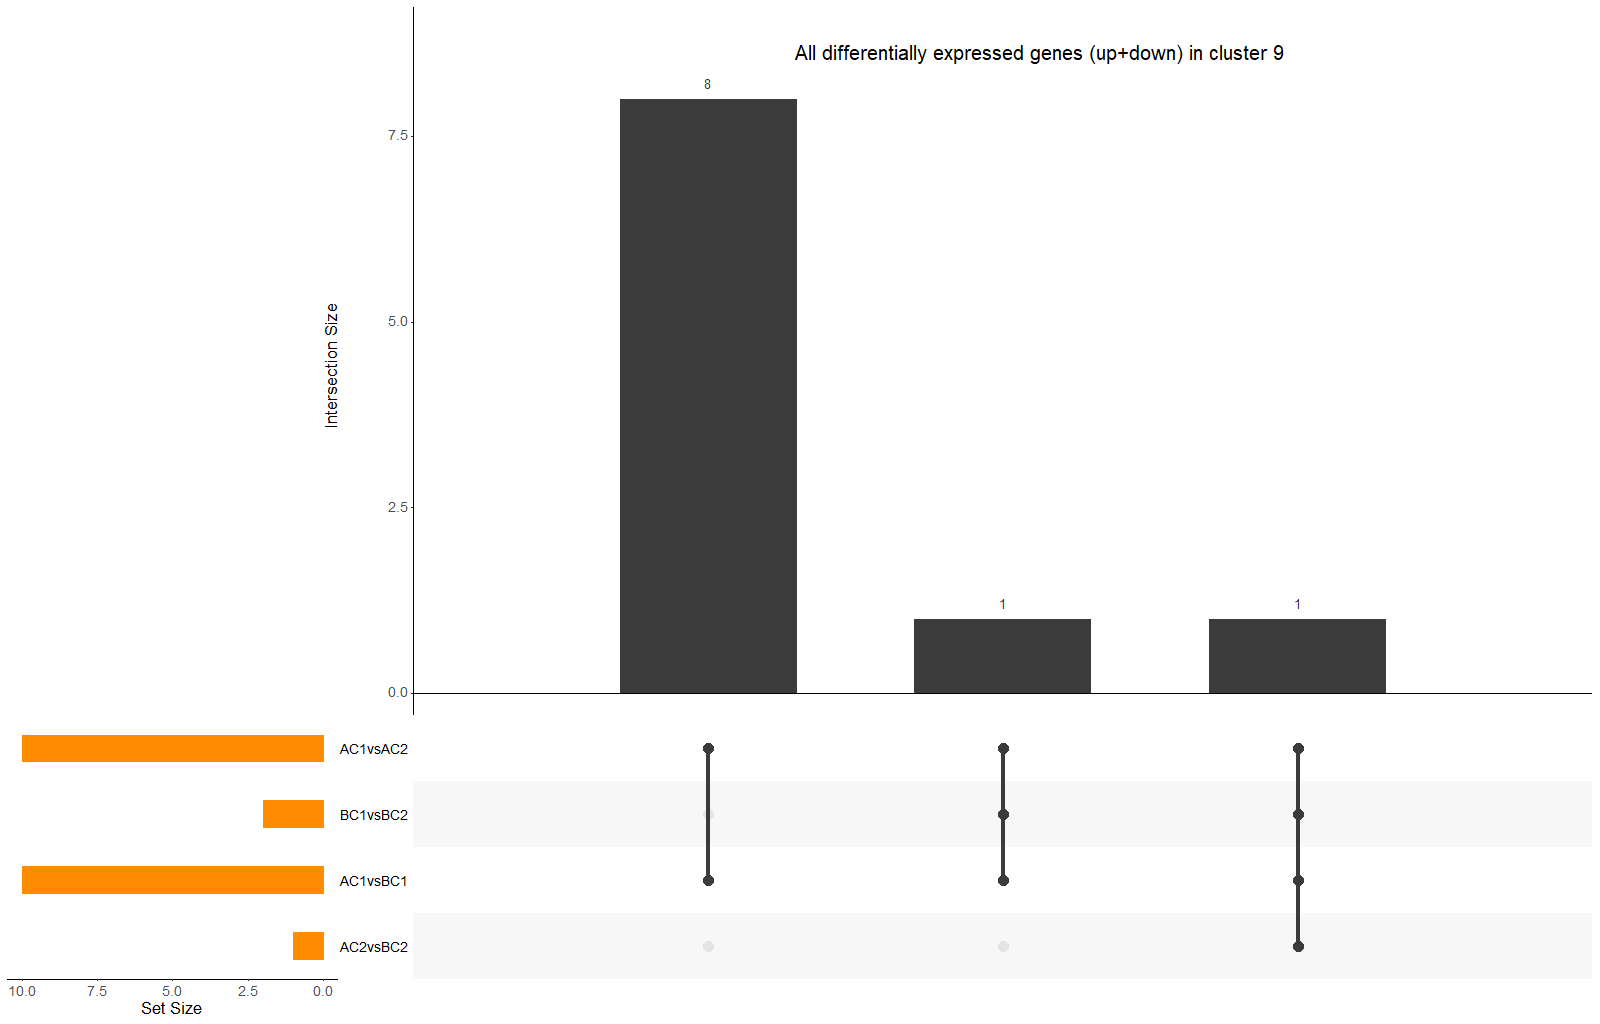 All differentially expressed genes (up+down) in cluster 9
8
7.5
5.0
Intersection Size
2.5
1
1
0.0
AC1vsAC2
BC1vsBC2
AC1vsBC1
AC2vsBC2
10.0 7.5 5.0 2.5 0.0
Set Size